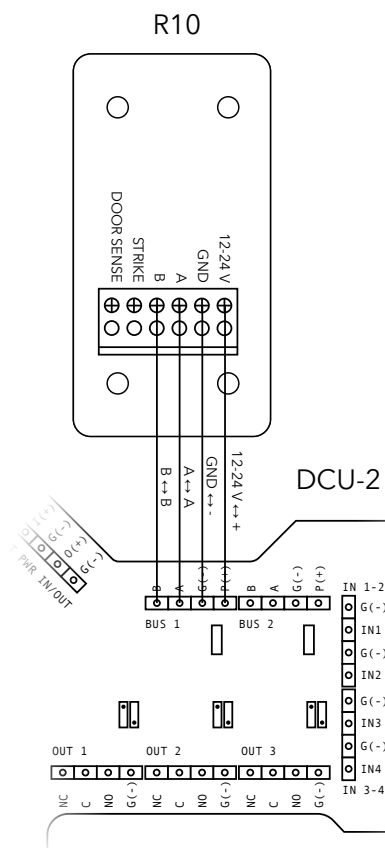 R10
DOOR SENSE
STRIKE
B
A
GND
12-24 V
B ↔ B
A ↔ A
GND ↔ -
12-24 V ↔ +
DCU-2
I(+)
G(-)
O(+)
G(-)
PWR IN/OUT
B A G(-) P(+) B A G(-) P(+)
BUS 1 BUS 2
IN 1-2
G(-)
IN1
G(-)
IN2
G(-)
IN3
G(-)
IN4
IN 3-4
OUT 1 OUT 2 OUT 3
NC C NO G(-) NC C NO G(-) NC C NO G(-)